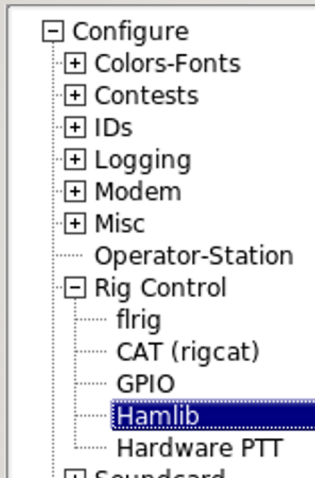 Configure
Colors-Fonts
Contests
IDs
Logging
Modem
Misc
Operator-Station
Rig Control
flrig
CAT (rigcat)
GPIO
Hamlib
Hardware PTT
Soundcard